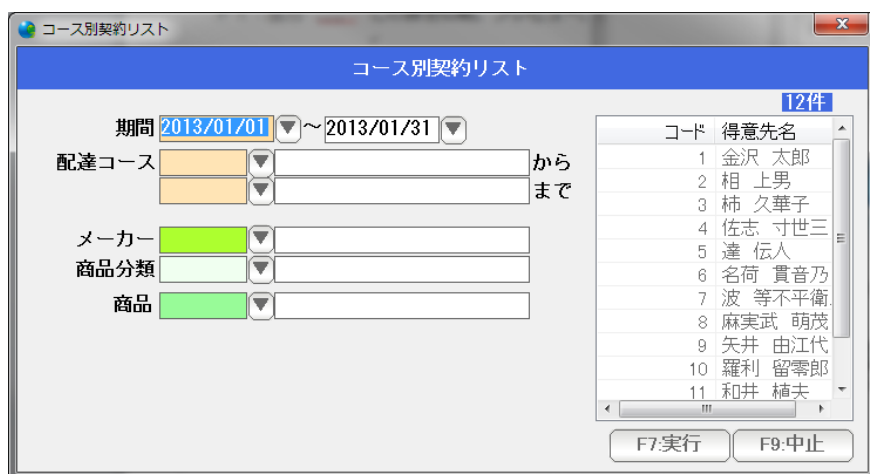 コース別契約リスト
コース別契約リスト
12件
期間 2013/01/01 ～ 2013/01/31
配達コース から
まで
メーカー
商品分類
商品
コード 得意先名
1 金沢 太郎
2 相 上男
3 柿 久華子
4 佐志 寸世三
5 達 伝人
6 名荷 貫音乃
7 波 等不平衛
8 麻実武 萌茂
9 矢井 由江代
10 羅利 留零郎
11 和井 植夫
F7:実行 F9:中止